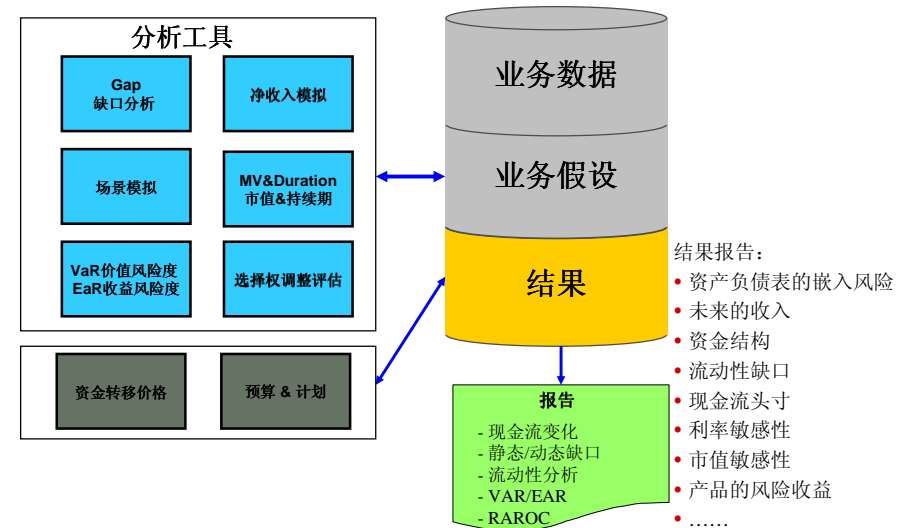 分析工具
Gap
缺口分析
净收入模拟
场景模拟
MV&Duration
市值&持续期
VaR价值风险度
EaR收益风险度
选择权调整评估
资金转移价格
预算 & 计划
业务数据
业务假设
结果
报告
- 现金流变化
- 静态/动态缺口
- 流动性分析
- VAR/EAR
- RAROC
结果报告：
• 资产负债表的嵌入风险
• 未来的收入
• 资金结构
• 流动性缺口
• 现金流头寸
• 利率敏感性
• 市值敏感性
• 产品的风险收益
• ……